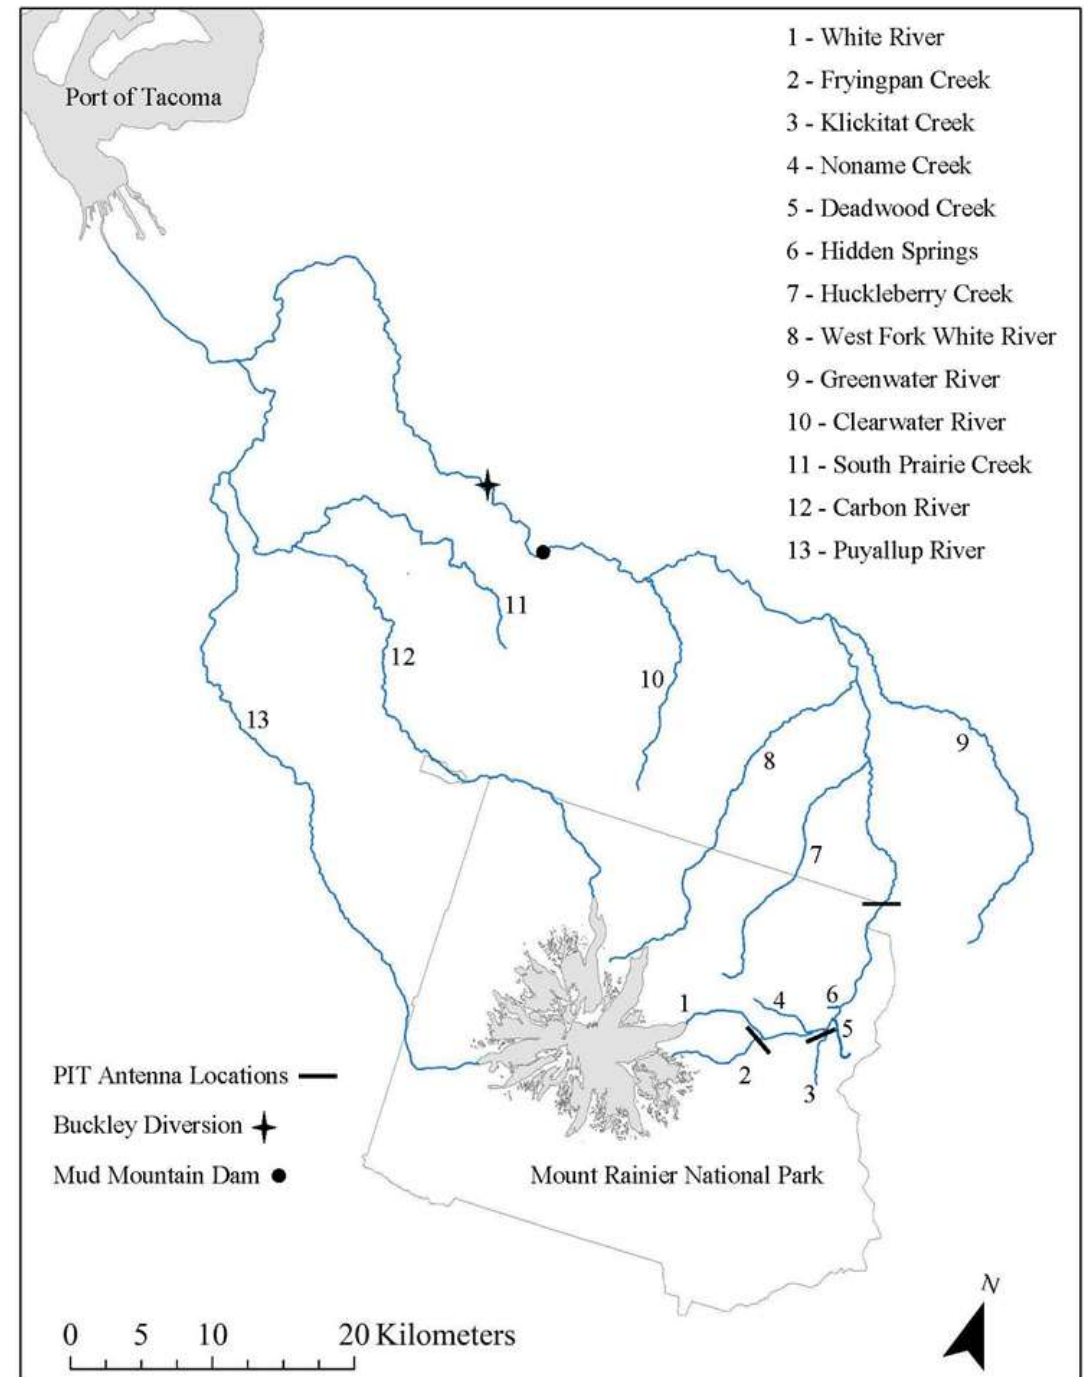 Port of Tacoma
1 - White River
2 - Fryingpan Creek
3 - Klickitat Creek
4 - Noname Creek
5 - Deadwood Creek
6 - Hidden Springs
7 - Huckleberry Creek
8 - West Fork White River
9 - Greenwater River
10 - Clearwater River
11 - South Prairie Creek
12 - Carbon River
13 - Puyallup River
11
12
10
13
9
8
7
1
4
6
5
2
3
PIT Antenna Locations
Buckley Diversion
Mud Mountain Dam
Mount Rainier National Park
N
0 5 10 20 Kilometers